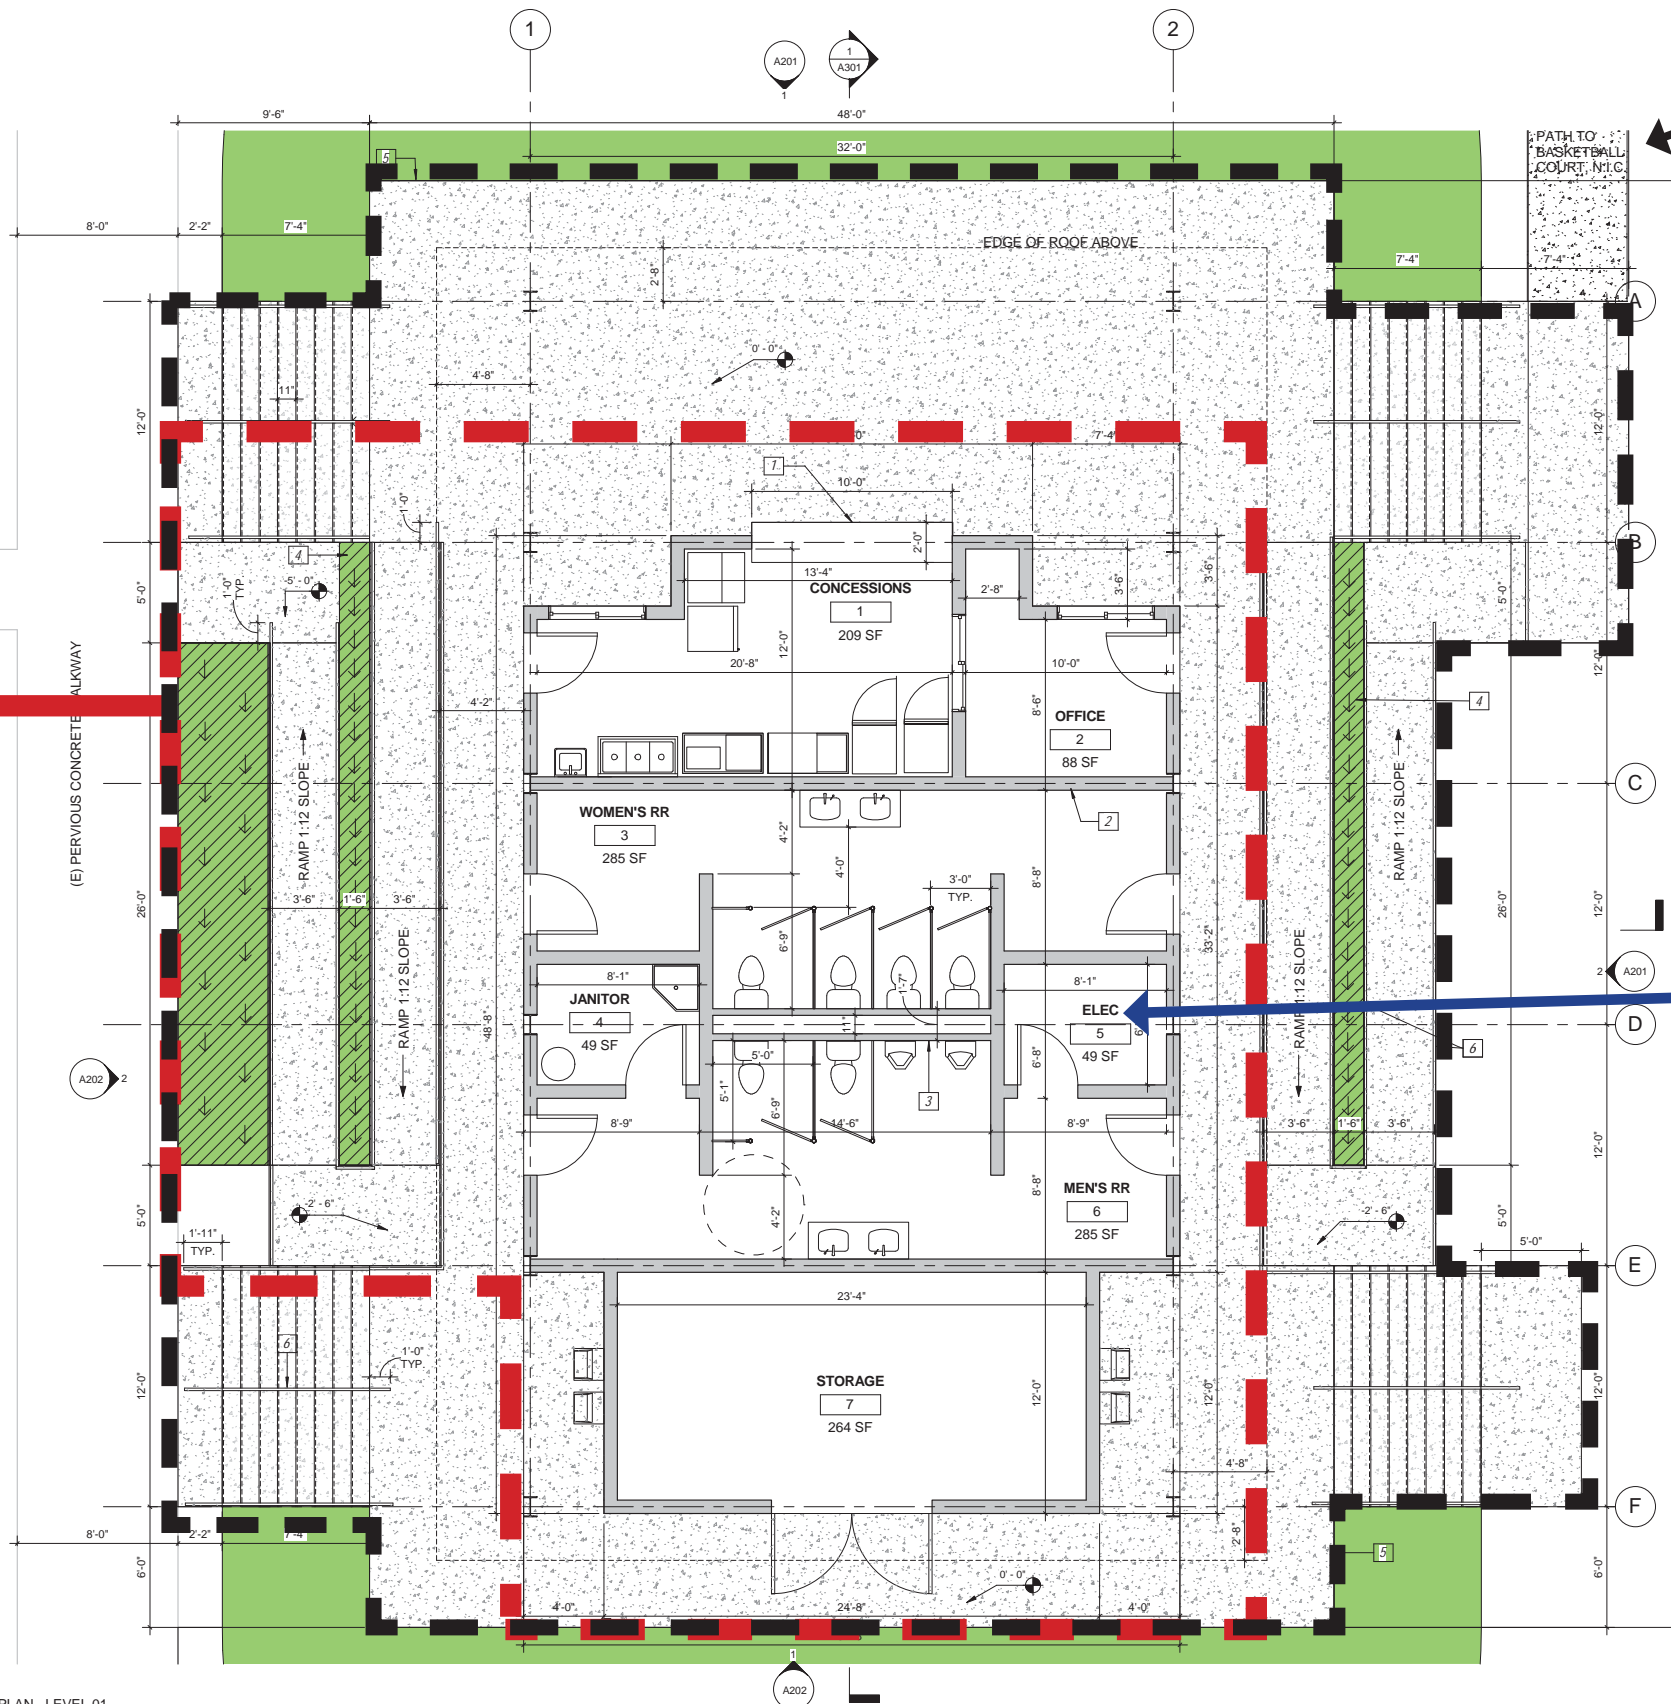 1
2
A201
1
1
A301
9'-6"
48'-0"
32'-0"
5
PATH TO
BASKETBALL
COURT, N.I.C.
8'-0"
2'-2"
7'-4"
EDGE OF ROOF ABOVE
7'-4"
7'-4"
2'-8"
A
0' - 0"
4'-8"
11"
12'-0"
12'-0"
7'-4"
1
10'-0"
1'-0"
2'-0"
B
4
13'-4"
CONCESSIONS
1
209 SF
2'-8"
3'-6"
3'-6"
-5' - 0"
1'-0"
TYP.
5'-0"
5'-0"
12'-0"
20'-8"
10'-0"
12'-0"
4'-2"
8'-6"
OFFICE
2
88 SF
4
(E) PERVIOUS CONCRETE
ALKWAY
RAMP 1:12 SLOPE
RAMP 1:12 SLOPE
C
WOMEN'S RR
3
285 SF
2
4'-2"
4'-0"
3'-0"
TYP.
8'-8"
26'-0"
3'-6"
1'-6"
3'-6"
26'-0"
12'-0"
6'-9"
33'-2"
RAMP 1:12 SLOPE
RAMP 1:12 SLOPE
8'-1"
JANITOR
4
49 SF
1'-7"
11"
8'-1"
ELEC
5
49 SF
2
A201
D
48'-8"
5'-0"
6'-8"
6
A202
2
5'-1"
6'-9"
3
8'-9"
14'-6"
8'-9"
3'-6"
1'-6"
3'-6"
12'-0"
8'-8"
MEN'S RR
6
285 SF
4'-2"
-2' - 6"
-2' - 6"
5'-0"
5'-0"
1'-11"
TYP.
5'-0"
E
23'-4"
6
1'-0"
TYP.
STORAGE
7
264 SF
12'-0"
12'-0"
12'-0"
12'-0"
4'-8"
F
8'-0"
2'-2"
7'-4"
2'-8"
5
6'-0"
6'-0"
0' - 0"
4'-0"
24'-8"
4'-0"
1
A202
PLAN - LEVEL 01